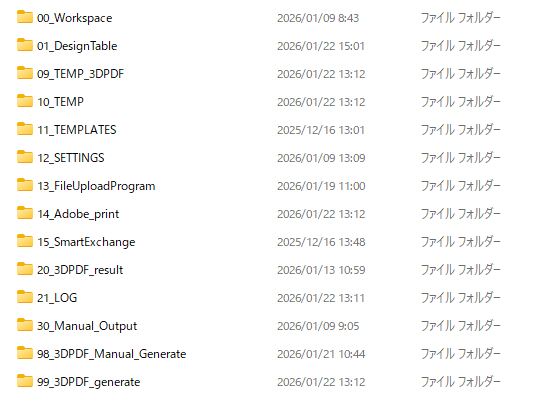 00_Workspace 2026/01/09 8:43 ファイル フォルダー
01_DesignTable 2026/01/22 15:01 ファイル フォルダー
09_TEMP_3DPDF 2026/01/22 13:12 ファイル フォルダー
10_TEMP 2026/01/22 13:12 ファイル フォルダー
11_TEMPLATES 2025/12/16 13:01 ファイル フォルダー
12_SETTINGS 2026/01/09 13:09 ファイル フォルダー
13_FileUploadProgram 2026/01/19 11:00 ファイル フォルダー
14_Adobe_print 2026/01/22 13:12 ファイル フォルダー
15_SmartExchange 2025/12/16 13:48 ファイル フォルダー
20_3DPDF_result 2026/01/13 10:59 ファイル フォルダー
21_LOG 2026/01/22 13:11 ファイル フォルダー
30_Manual_Output 2026/01/09 9:05 ファイル フォルダー
98_3DPDF_Manual_Generate 2026/01/21 10:44 ファイル フォルダー
99_3DPDF_generate 2026/01/22 13:12 ファイル フォルダー